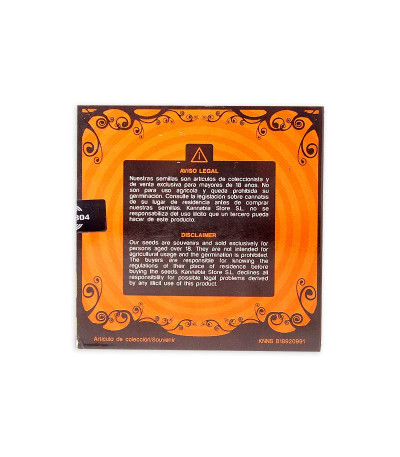 AVISO LEGAL
Nuestras semillas son artículos de coleccionista y
de venta exclusiva para mayores de 18 años. No
son para uso agrícola y queda prohibida su
germinación. Consulte la legislación sobre cannabis
de su lugar de residencia antes de comprar
nuestras semillas. Kannabia Store S.L. no se
responsabiliza del uso ilícito que un tercero pueda
hacer de este producto.
DISCLAIMER
Our seeds are souvenirs and sold exclusively for
persons aged over 18. They are not intended for
agricultural usage and the germination is prohibited.
The buyers are responsible for knowing the
regulations of their place of residence before
buying the seeds. Kannabia Store S.L. declines all
responsibility for possible legal problems derived
by any illicit use of this product.
Artículo de colección/Souvenir
KNNB B18920991